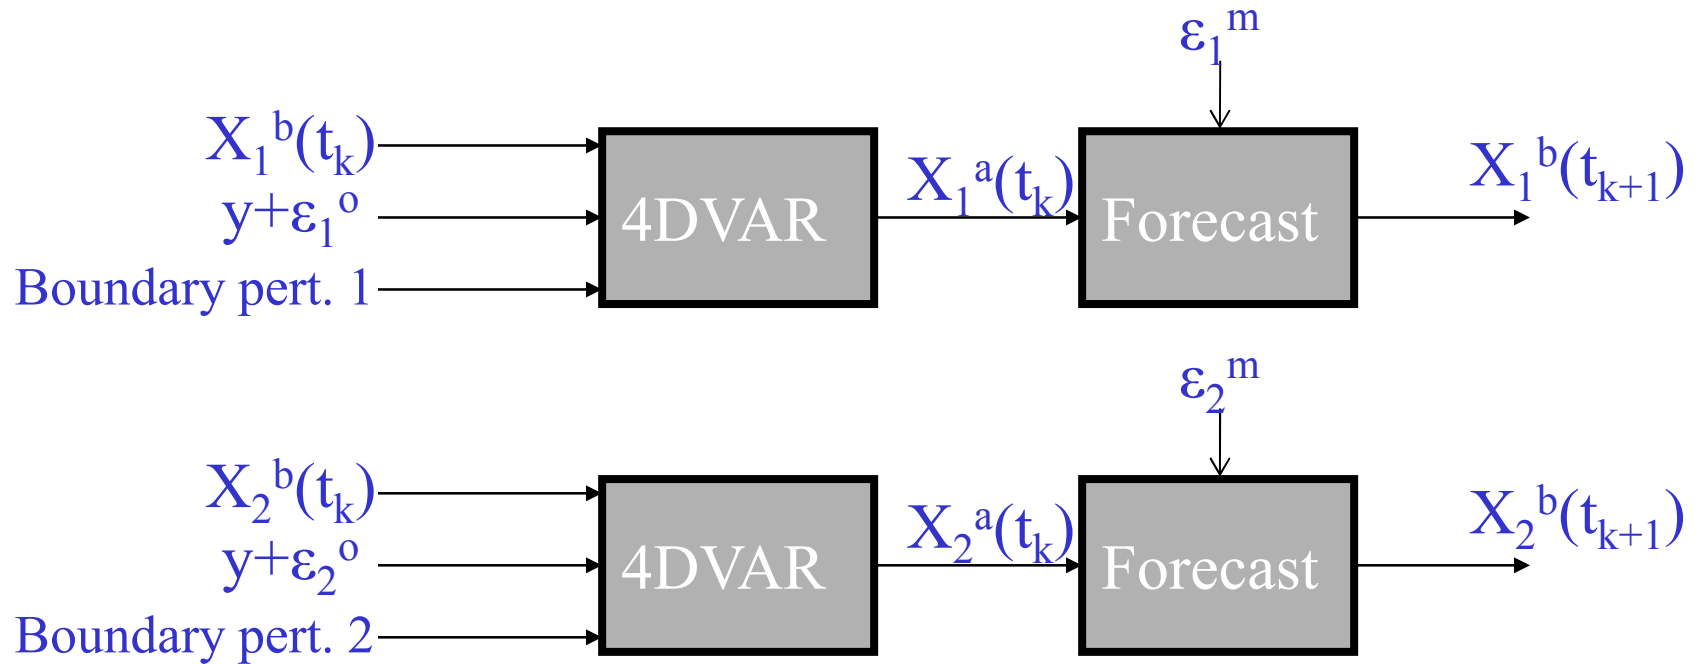 ε₁ᵐ
X₁ᵇ(tₖ)
y+ε₁ᵒ
Boundary pert. 1
4DVAR
X₁ᵃ(tₖ)
Forecast
X₁ᵇ(tₖ₊₁)
ε₂ᵐ
X₂ᵇ(tₖ)
y+ε₂ᵒ
Boundary pert. 2
4DVAR
X₂ᵃ(tₖ)
Forecast
X₂ᵇ(tₖ₊₁)